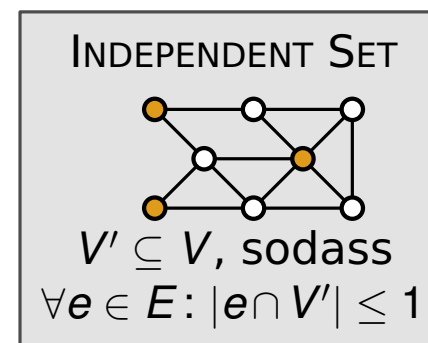 INDEPENDENT SET
V′ ⊆ V, sodass
∀e ∈ E: |e ∩ V′| ≤ 1